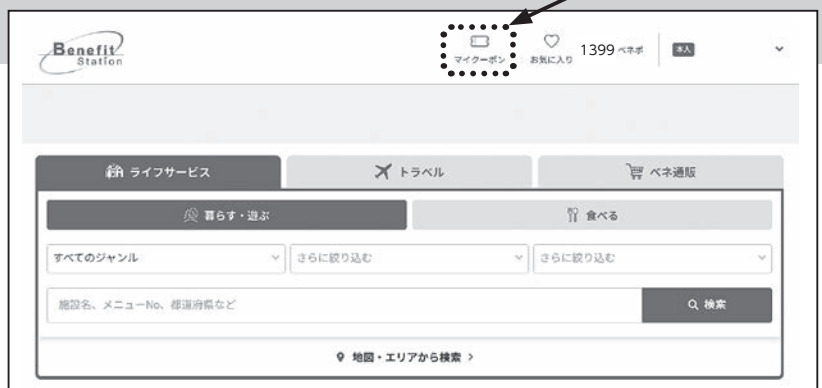 Benefit
Station
マイクーポン
お気に入り
1399 ベネポ
本人
ライフサービス
トラベル
ベネ通販
暮らす・遊ぶ
食べる
すべてのジャンル
さらに絞り込む
さらに絞り込む
施設名、メニューNo、都道府県など
検索
地図・エリアから検索 >